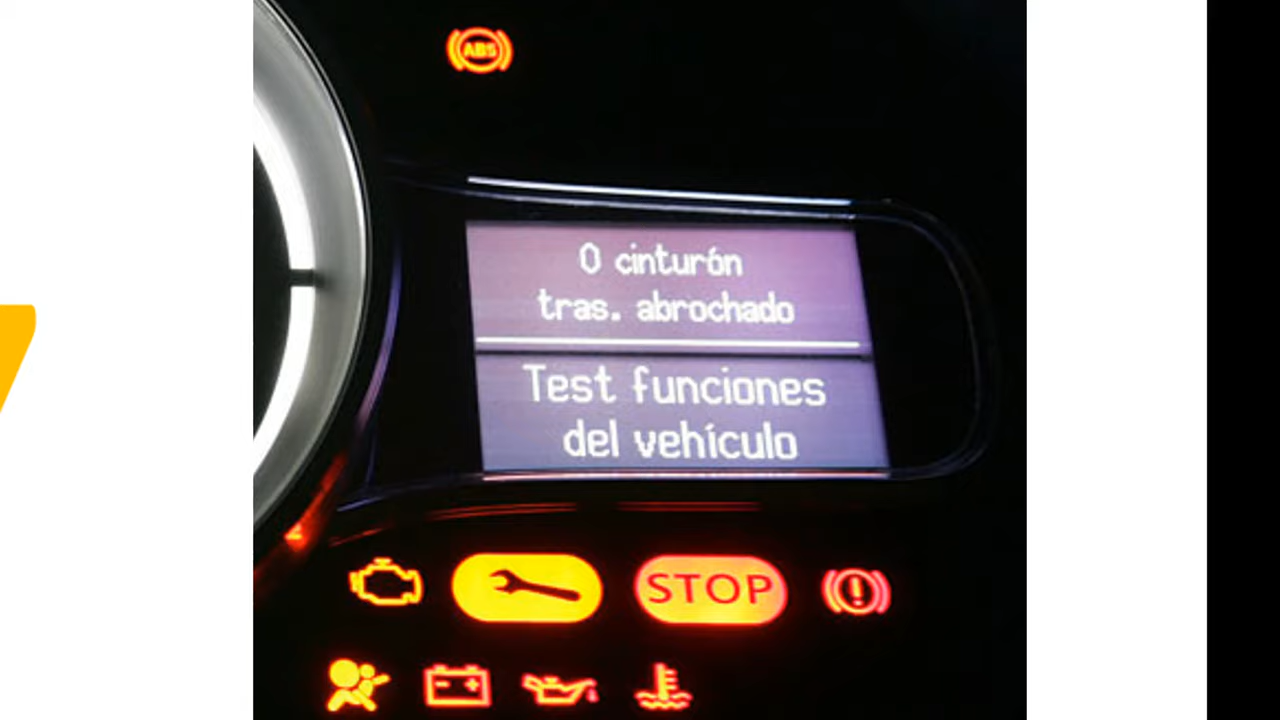 ABS
0 cinturón
tras. abrochado
Test funciones
del vehículo
STOP